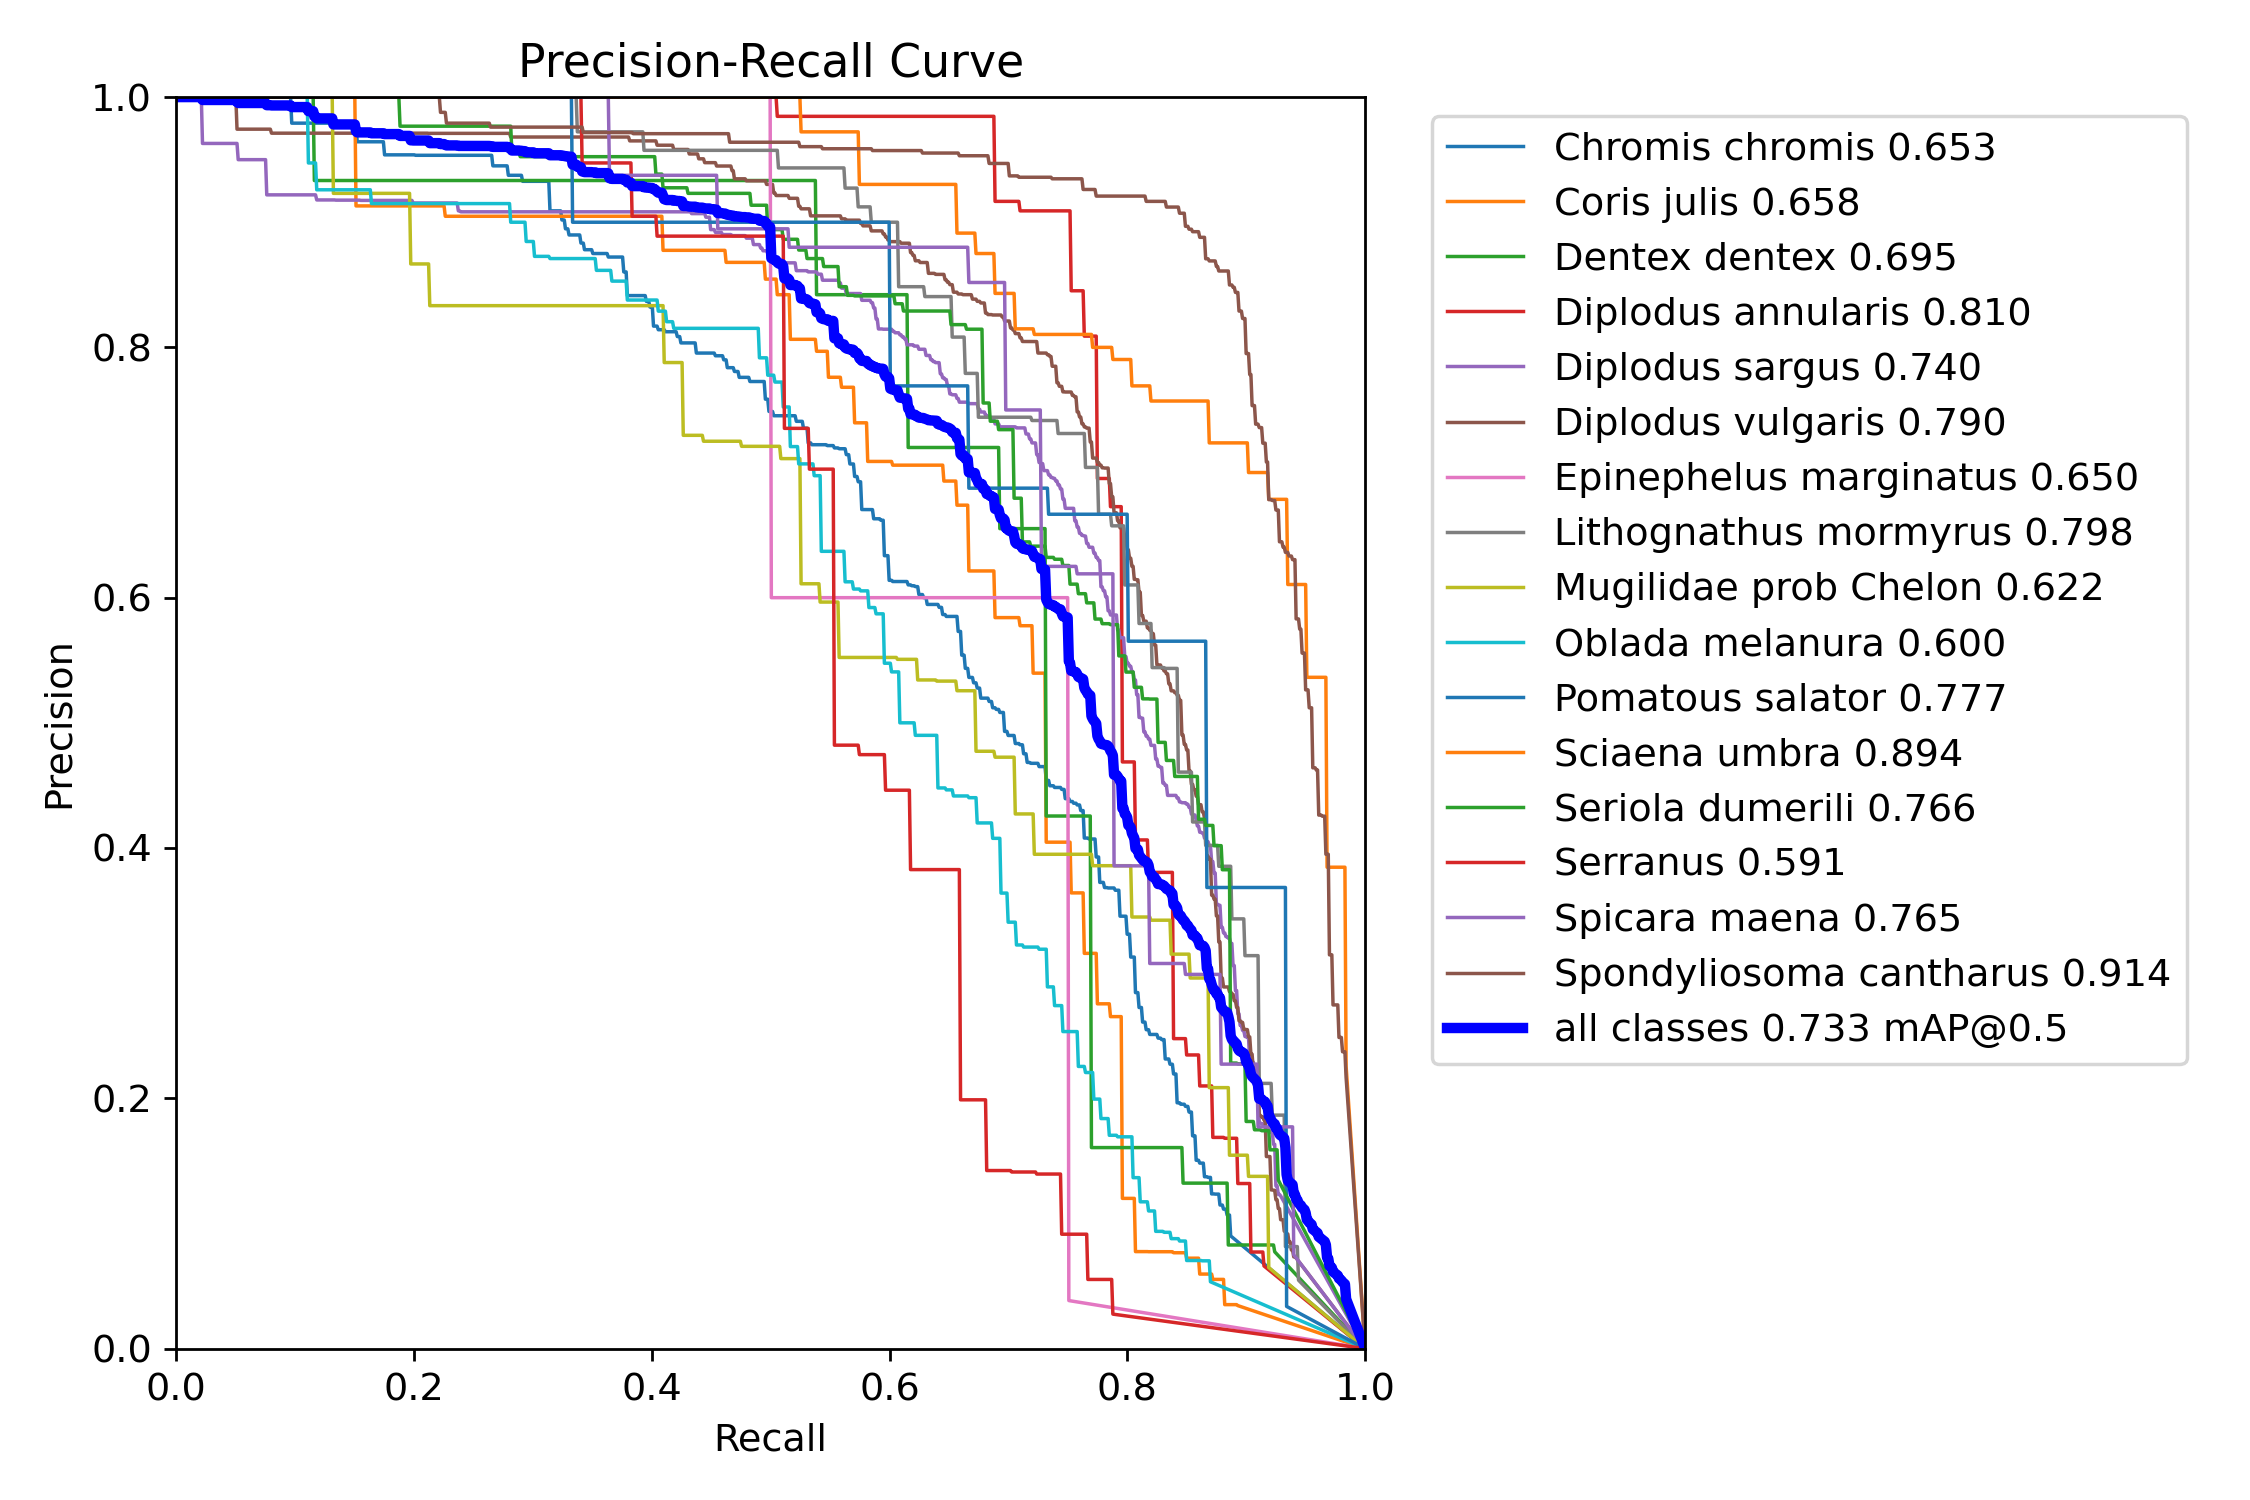 Precision-Recall Curve
1.0
0.8
0.6
0.4
0.2
0.0
Precision
0.0 0.2 0.4 0.6 0.8 1.0
Recall
Chromis chromis 0.653
Coris julis 0.658
Dentex dentex 0.695
Diplodus annularis 0.810
Diplodus sargus 0.740
Diplodus vulgaris 0.790
Epinephelus marginatus 0.650
Lithognathus mormyrus 0.798
Mugilidae prob Chelon 0.622
Oblada melanura 0.600
Pomatous salator 0.777
Sciaena umbra 0.894
Seriola dumerili 0.766
Serranus 0.591
Spicara maena 0.765
Spondyliosoma cantharus 0.914
all classes 0.733 mAP@0.5